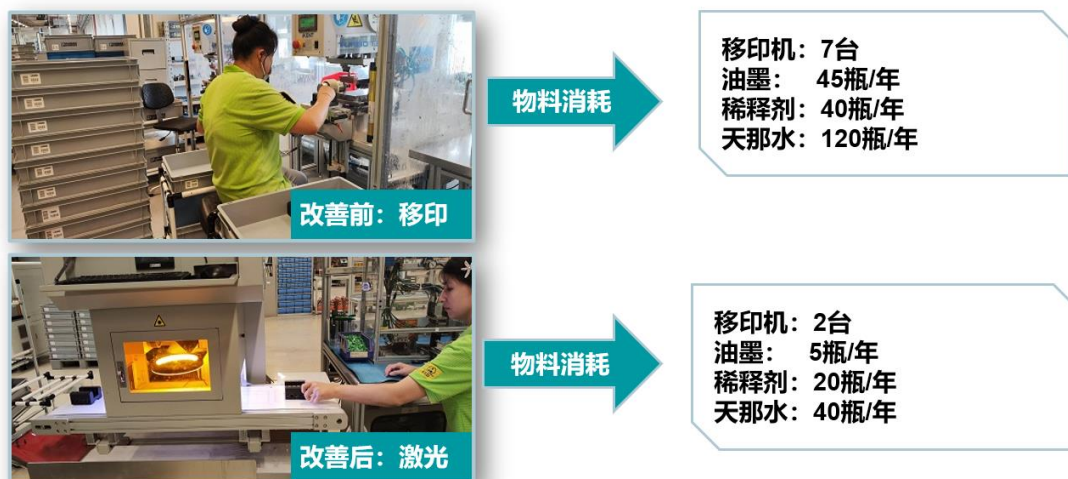 改善前：移印
物料消耗
移印机：7台
油墨： 45瓶/年
稀释剂：40瓶/年
天那水：120瓶/年
改善后：激光
物料消耗
移印机：2台
油墨： 5瓶/年
稀释剂：20瓶/年
天那水：40瓶/年